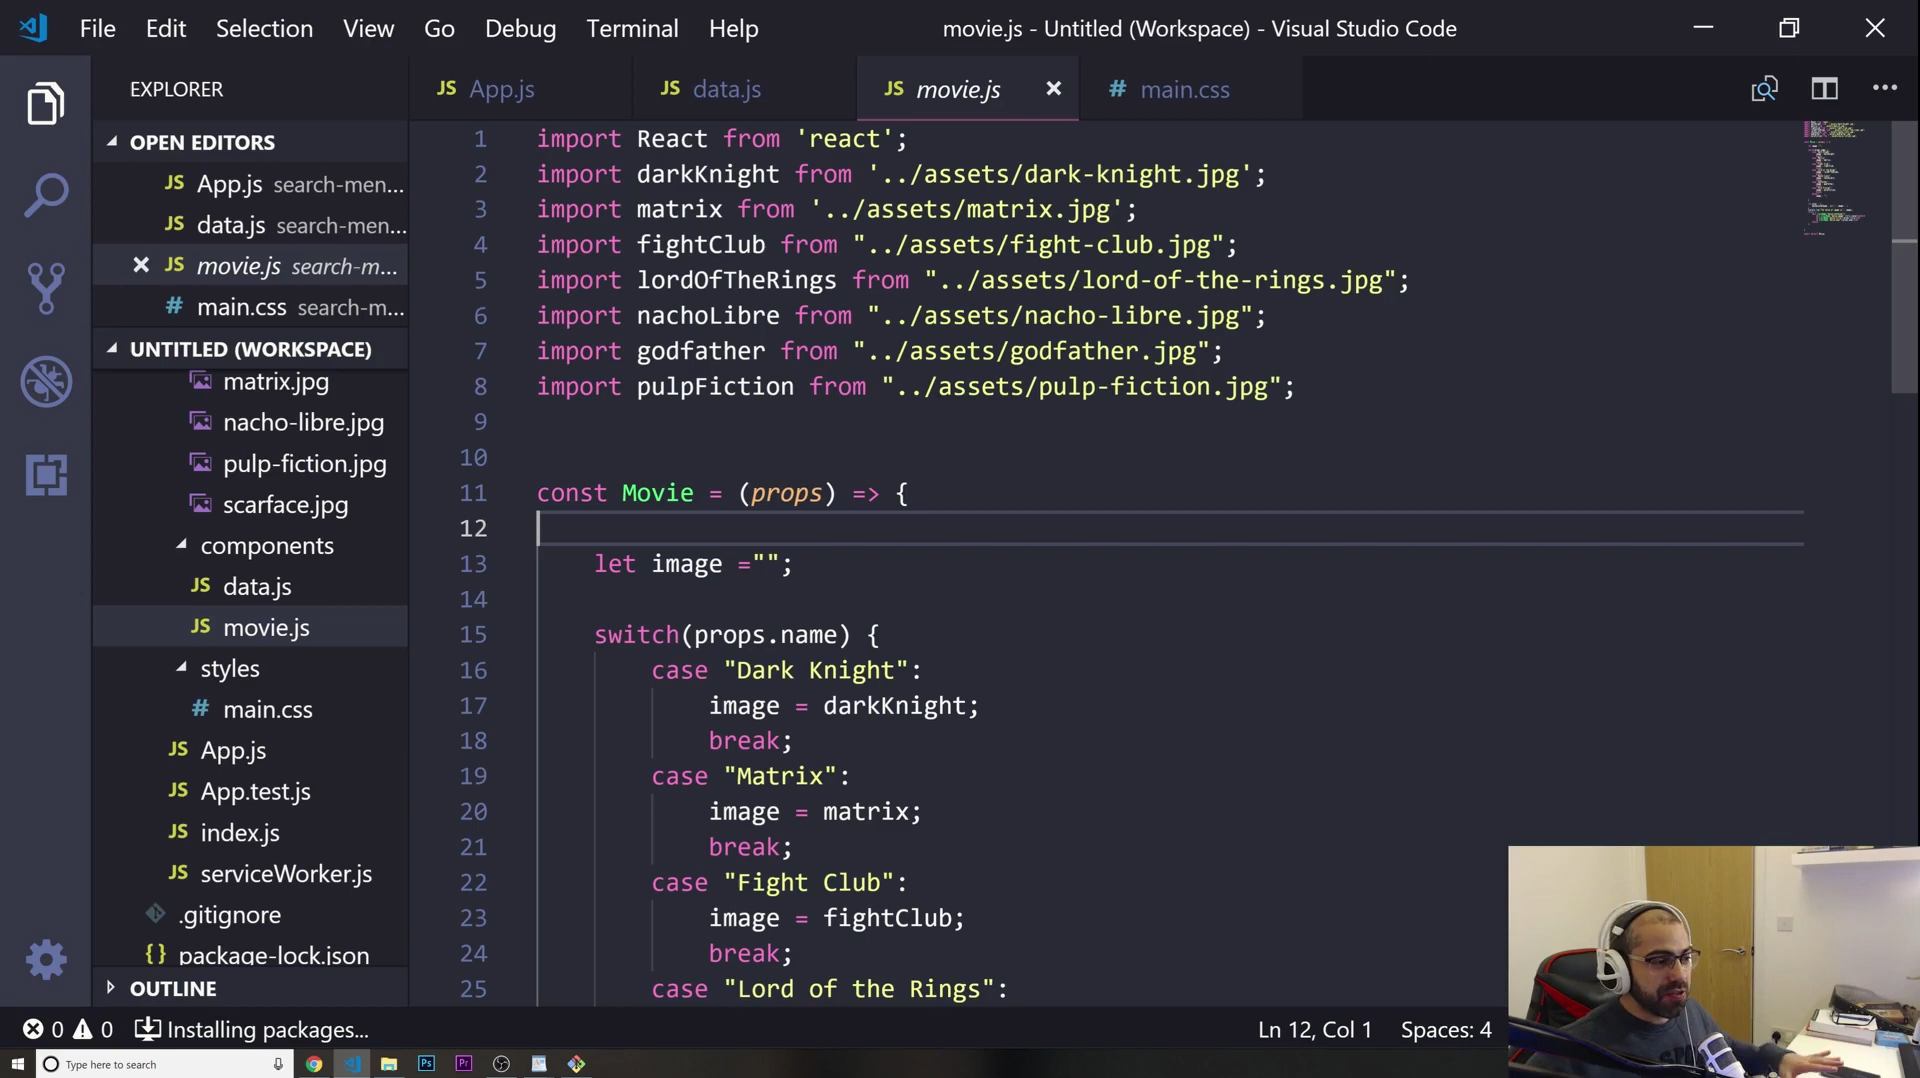 File Edit Selection View Go Debug Terminal Help
movie.js - Untitled (Workspace) - Visual Studio Code
EXPLORER
OPEN EDITORS
JS App.js search-men...
JS data.js search-men...
JS movie.js search-m...
# main.css search-m...
UNTITLED (WORKSPACE)
matrix.jpg
nacho-libre.jpg
pulp-fiction.jpg
scarface.jpg
components
JS data.js
JS movie.js
styles
# main.css
JS App.js
JS App.test.js
JS index.js
JS serviceWorker.js
.gitignore
{} package-lock.json
OUTLINE
JS App.js
JS data.js
JS movie.js
# main.css
1 import React from 'react';
2 import darkKnight from '../assets/dark-knight.jpg';
3 import matrix from '../assets/matrix.jpg';
4 import fightClub from "../assets/fight-club.jpg";
5 import lordOfTheRings from "../assets/lord-of-the-rings.jpg";
6 import nachoLibre from "../assets/nacho-libre.jpg";
7 import godfather from "../assets/godfather.jpg";
8 import pulpFiction from "../assets/pulp-fiction.jpg";
9
10
11 const Movie = (props) => {
12
13 let image ="";
14
15 switch(props.name) {
16 case "Dark Knight":
17 image = darkKnight;
18 break;
19 case "Matrix":
20 image = matrix;
21 break;
22 case "Fight Club":
23 image = fightClub;
24 break;
25 case "Lord of the Rings":
0 0 Installing packages...
Ln 12, Col 1 Spaces: 4
Type here to search
Ps
Pr